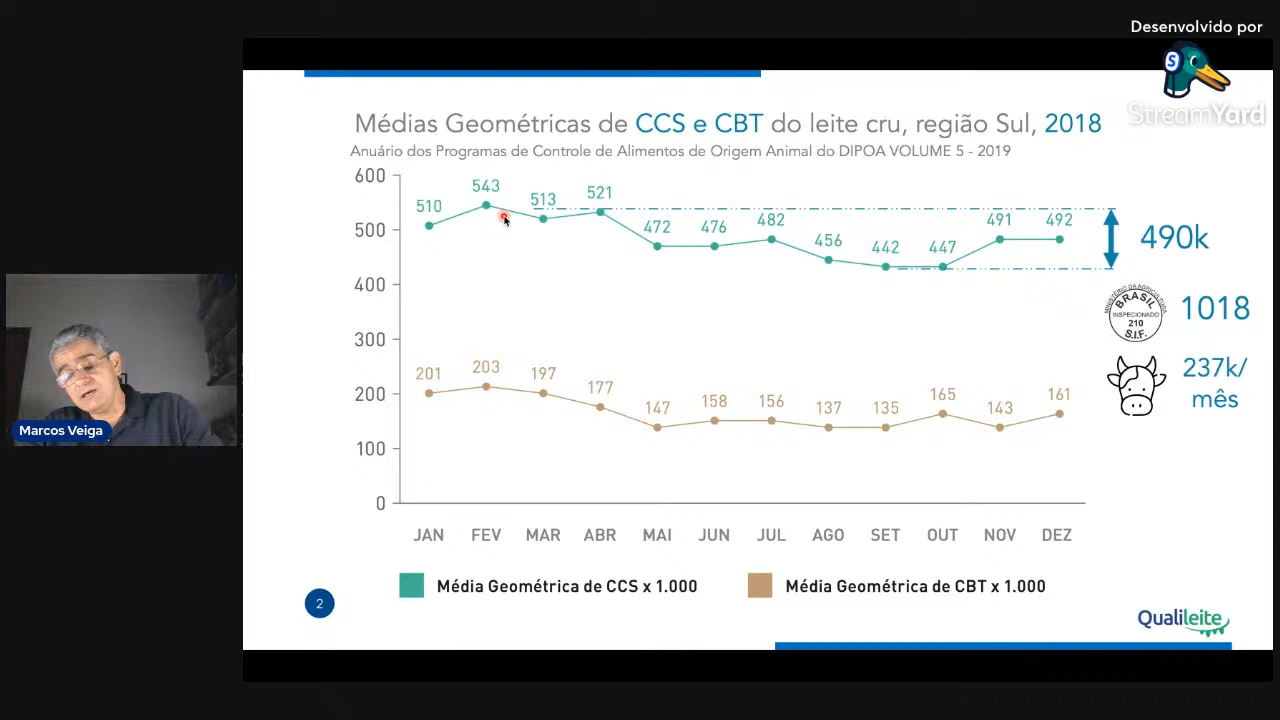 Desenvolvido por
StreamYard
Médias Geométricas de CCS e CBT do leite cru, região Sul, 2018
Anuário dos Programas de Controle de Alimentos de Origem Animal do DIPOA VOLUME 5 - 2019
600
500
400
300
200
100
0
510
543
513
521
472
476
482
456
442
447
491
492
490k
MINISTÉRIO DA AGRICULTURA
BRASIL
INSPECIONADO
210
S.I.F.
1018
237k/
mês
201
203
197
177
147
158
156
137
135
165
143
161
JAN FEV MAR ABR MAI JUN JUL AGO SET OUT NOV DEZ
Média Geométrica de CCS x 1.000
Média Geométrica de CBT x 1.000
2
Qualileite
Marcos Veiga